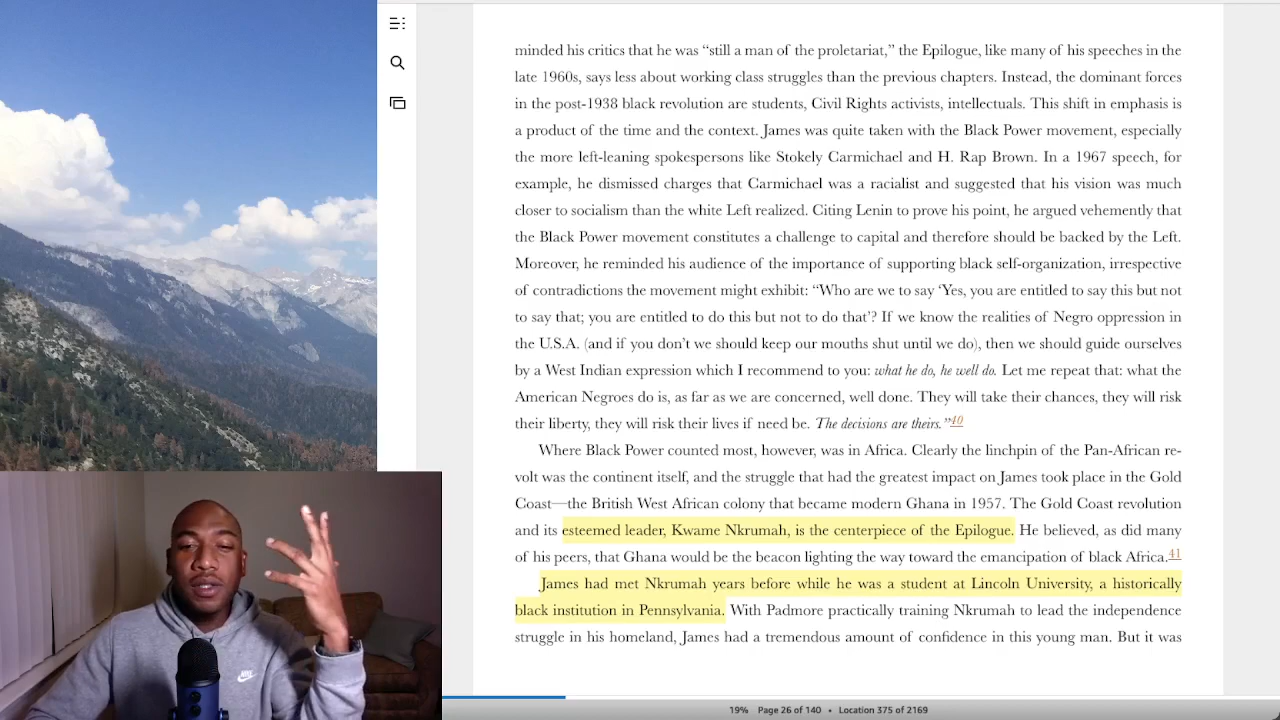 minded his critics that he was “still a man of the proletariat,” the Epilogue, like many of his speeches in the
late 1960s, says less about working class struggles than the previous chapters. Instead, the dominant forces
in the post-1938 black revolution are students, Civil Rights activists, intellectuals. This shift in emphasis is
a product of the time and the context. James was quite taken with the Black Power movement, especially
the more left-leaning spokespersons like Stokely Carmichael and H. Rap Brown. In a 1967 speech, for
example, he dismissed charges that Carmichael was a racialist and suggested that his vision was much
closer to socialism than the white Left realized. Citing Lenin to prove his point, he argued vehemently that
the Black Power movement constitutes a challenge to capital and therefore should be backed by the Left.
Moreover, he reminded his audience of the importance of supporting black self-organization, irrespective
of contradictions the movement might exhibit: “Who are we to say ‘Yes, you are entitled to say this but not
to say that; you are entitled to do this but not to do that’? If we know the realities of Negro oppression in
the U.S.A. (and if you don’t we should keep our mouths shut until we do), then we should guide ourselves
by a West Indian expression which I recommend to you: what he do, he well do. Let me repeat that: what the
American Negroes do is, as far as we are concerned, well done. They will take their chances, they will risk
their liberty, they will risk their lives if need be. The decisions are theirs.”40
Where Black Power counted most, however, was in Africa. Clearly the linchpin of the Pan-African re-
volt was the continent itself, and the struggle that had the greatest impact on James took place in the Gold
Coast—the British West African colony that became modern Ghana in 1957. The Gold Coast revolution
and its esteemed leader, Kwame Nkrumah, is the centerpiece of the Epilogue. He believed, as did many
of his peers, that Ghana would be the beacon lighting the way toward the emancipation of black Africa.41
James had met Nkrumah years before while he was a student at Lincoln University, a historically
black institution in Pennsylvania. With Padmore practically training Nkrumah to lead the independence
struggle in his homeland, James had a tremendous amount of confidence in this young man. But it was
19% Page 26 of 140 • Location 375 of 2169